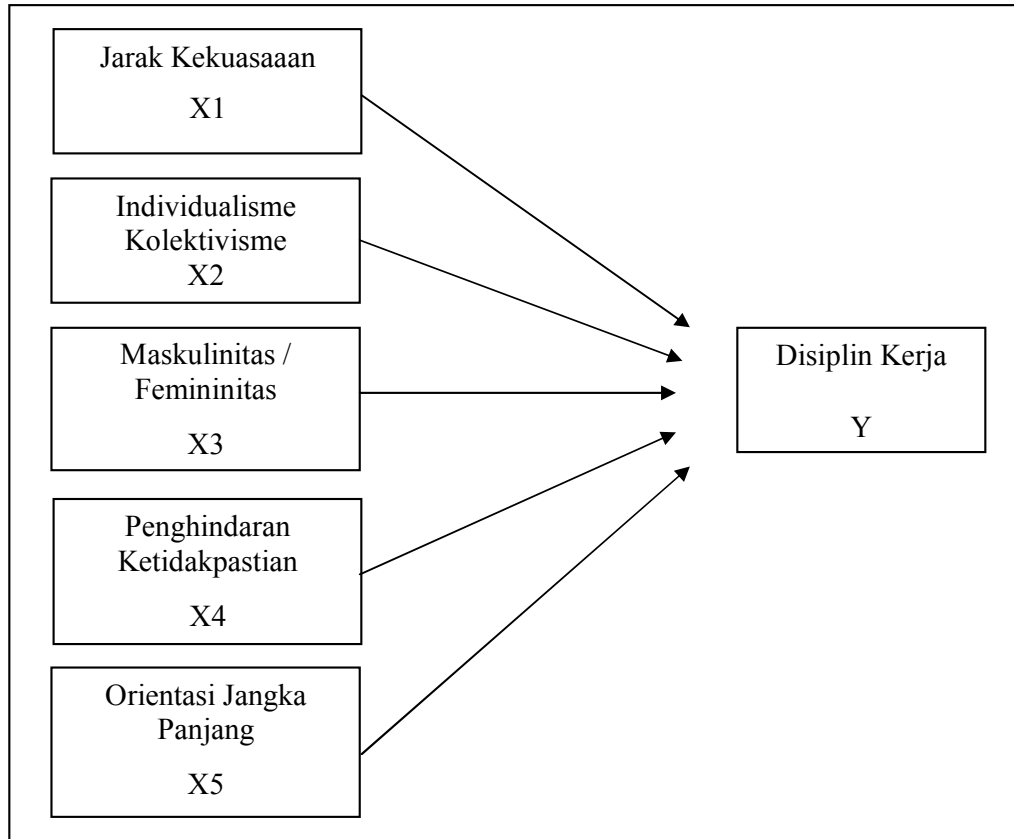 Jarak Kekuasaaan
X1
Individualisme
Kolektivisme
X2
Maskulinitas /
Femininitas
X3
Penghindaran
Ketidakpastian
X4
Orientasi Jangka
Panjang
X5
Disiplin Kerja
Y